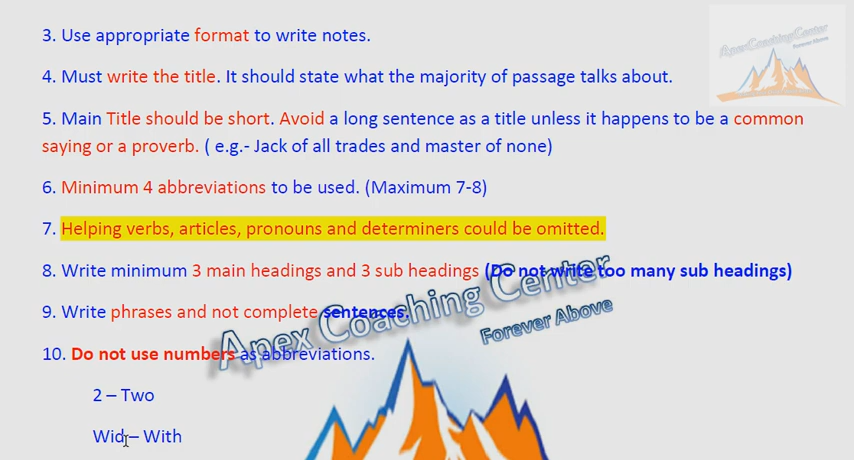 ApexCoachingCenter
Forever Above
3. Use appropriate format to write notes.
4. Must write the title. It should state what the majority of passage talks about.
5. Main Title should be short. Avoid a long sentence as a title unless it happens to be a common
saying or a proverb. ( e.g.- Jack of all trades and master of none)
6. Minimum 4 abbreviations to be used. (Maximum 7-8)
7. Helping verbs, articles, pronouns and determiners could be omitted.
8. Write minimum 3 main headings and 3 sub headings (Do not write too many sub headings)
9. Write phrases and not complete sentences.
Apex Coaching Center
Forever Above
10. Do not use numbers as abbreviations.
2 – Two
Wid – With